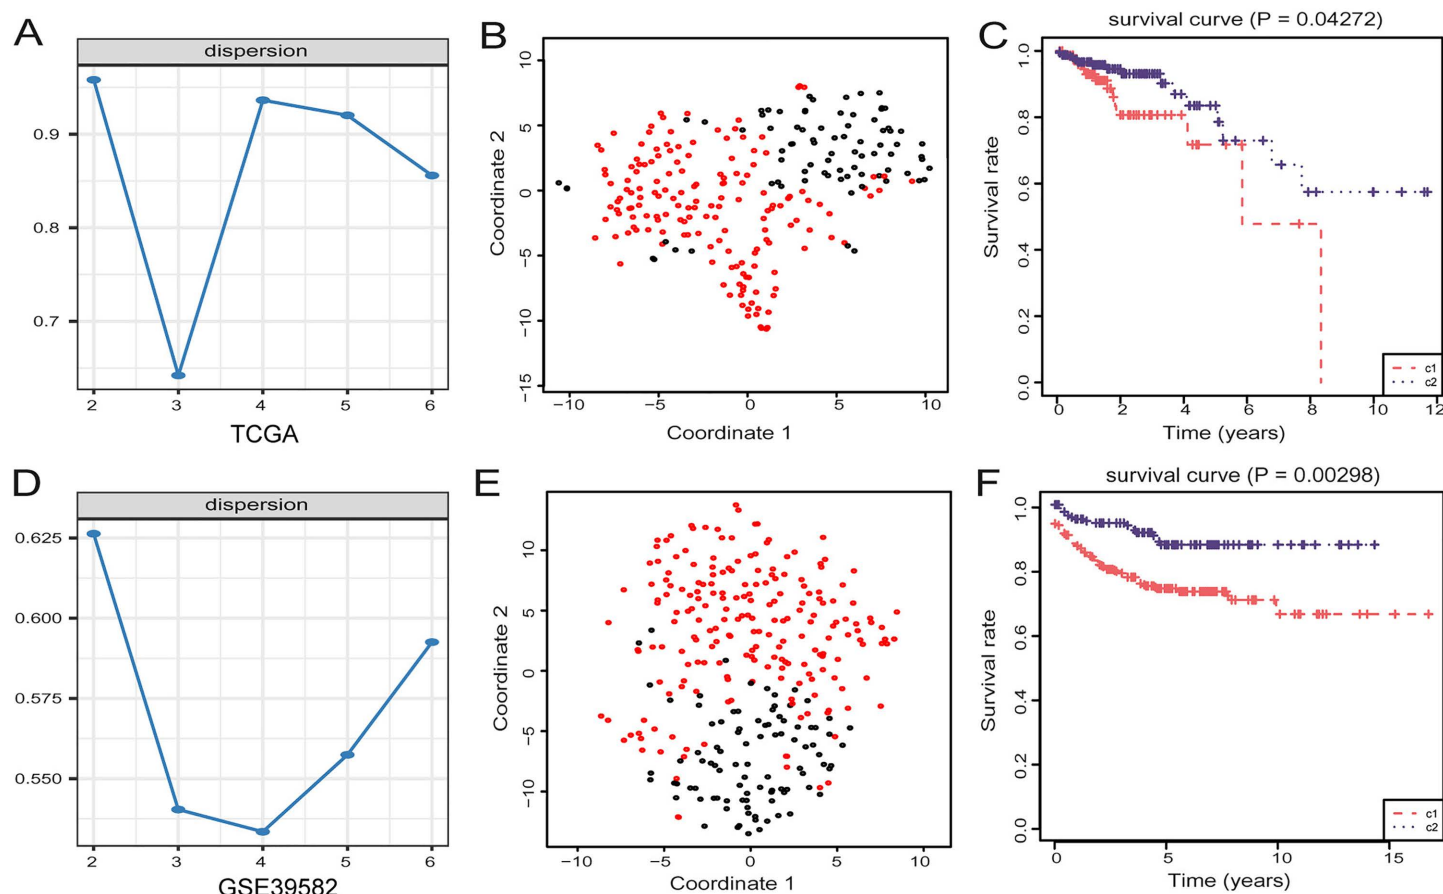 A
dispersion
0.9
0.8
0.7
2 3 4 5 6
TCGA
B
10
5
0
−5
−10
−15
Coordinate 2
−10 −5 0 5 10
Coordinate 1
C
survival curve (P = 0.04272)
1.0
0.8
0.6
0.4
0.2
0.0
Survival rate
c1
c2
0 2 4 6 8 10 12
Time (years)
D
dispersion
0.625
0.600
0.575
0.550
2 3 4 5 6
GSE39582
E
10
5
0
−5
−10
Coordinate 2
−10 −5 0 5 10
Coordinate 1
F
survival curve (P = 0.00298)
1.0
0.8
0.6
0.4
0.2
0.0
Survival rate
c1
c2
0 5 10 15
Time (years)